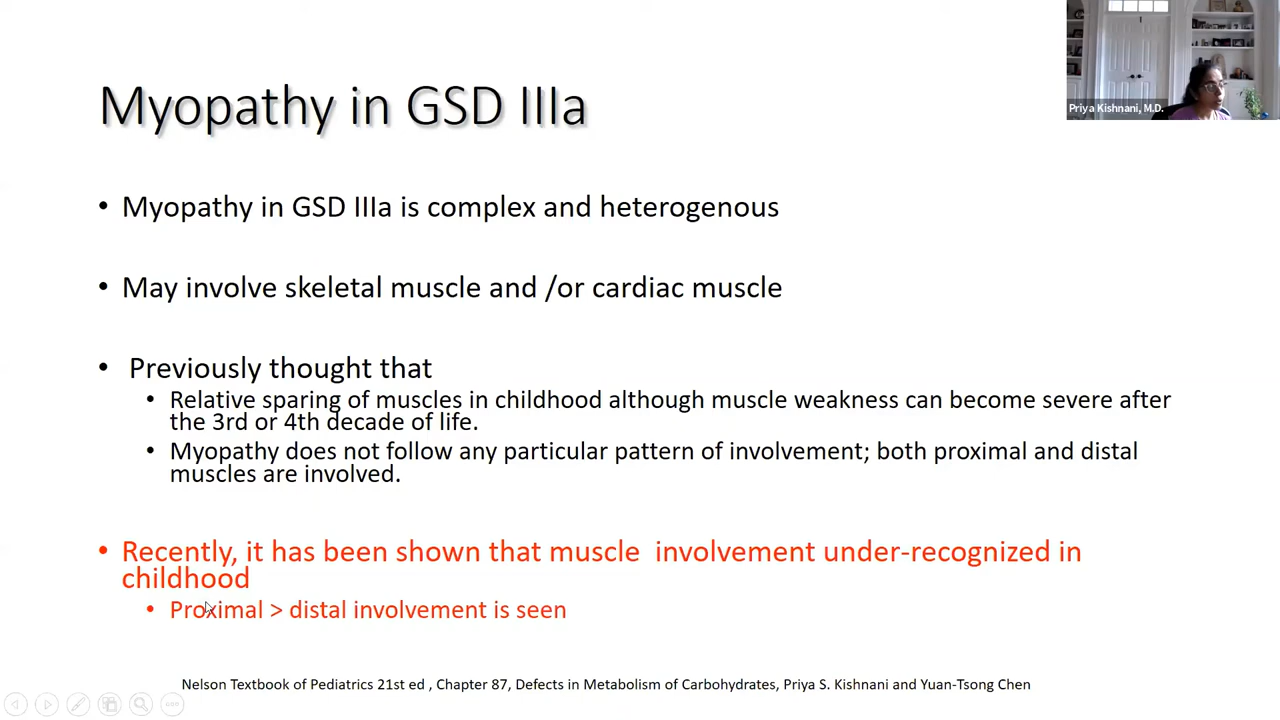 Priya Kishnani, M.D.
Myopathy in GSD IIIa
• Myopathy in GSD IIIa is complex and heterogenous
• May involve skeletal muscle and /or cardiac muscle
• Previously thought that
• Relative sparing of muscles in childhood although muscle weakness can become severe after
the 3rd or 4th decade of life.
• Myopathy does not follow any particular pattern of involvement; both proximal and distal
muscles are involved.
• Recently, it has been shown that muscle involvement under-recognized in
childhood
• Proximal > distal involvement is seen
Nelson Textbook of Pediatrics 21st ed , Chapter 87, Defects in Metabolism of Carbohydrates, Priya S. Kishnani and Yuan-Tsong Chen